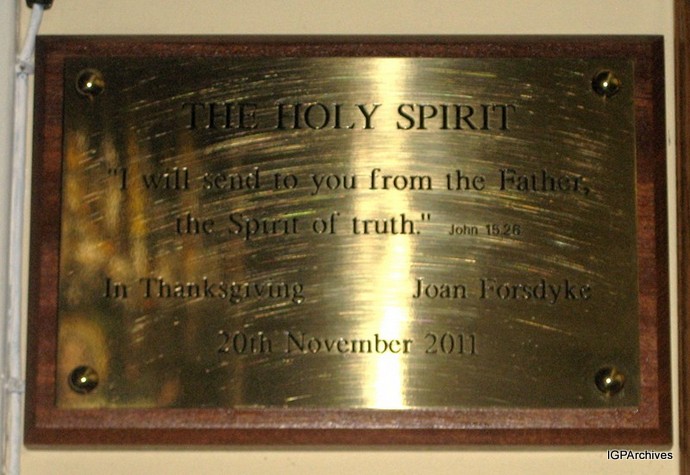 THE HOLY SPIRIT
"I will send to you from the Father,
the Spirit of truth." John 15.26
In Thanksgiving Joan Forsdyke
20th November 2011
IGPArchives